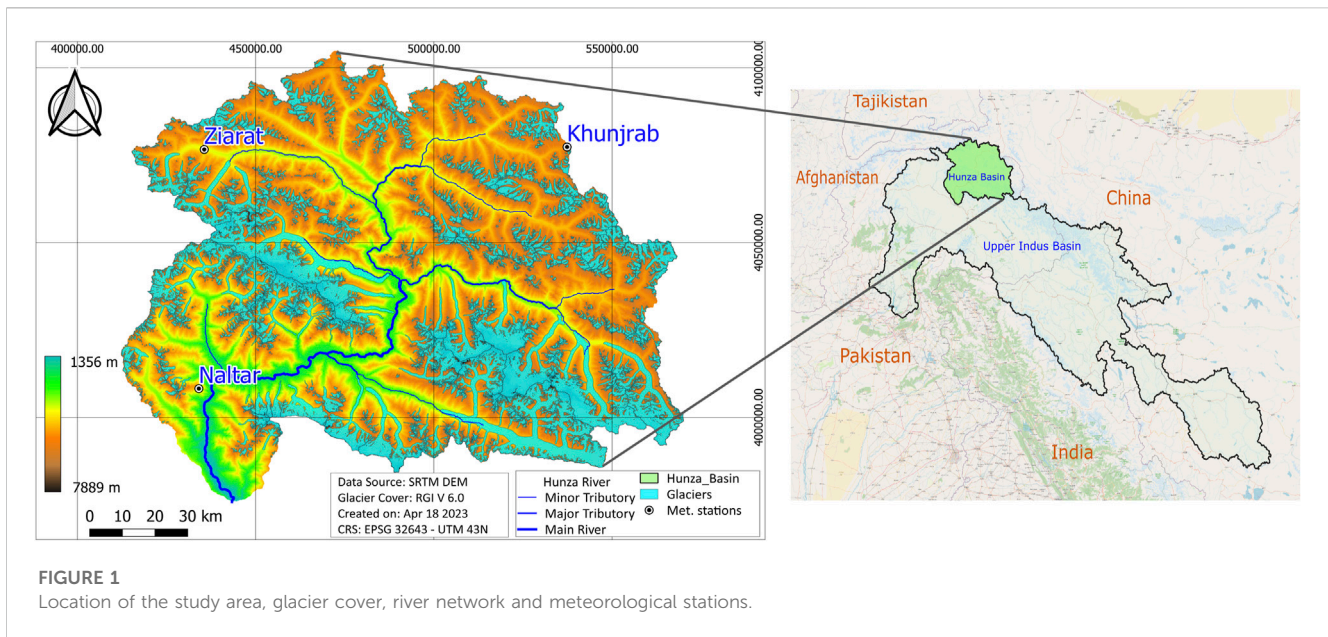 400000.00 450000.00 500000.00 550000.00
4100000.00
4050000.00
4000000.00
Ziarat
Khunjrab
Naltar
1356 m
7889 m
0 10 20 30 km
Data Source: SRTM DEM
Glacier Cover: RGI V 6.0
Created on: Apr 18 2023
CRS: EPSG 32643 - UTM 43N
Hunza River
Minor Tributary
Major Tributary
Main River
Hunza_Basin
Glaciers
Met. stations
Tajikistan
Afghanistan
Hunza Basin
China
Upper Indus Basin
Pakistan
India
FIGURE 1
Location of the study area, glacier cover, river network and meteorological stations.